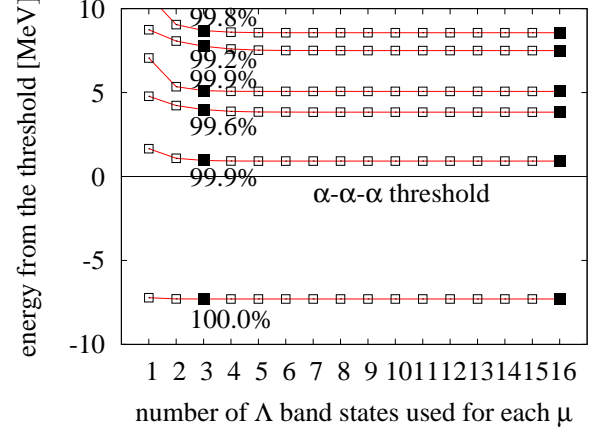 energy from the threshold [MeV]
10
5
0
-5
-10
99.8%
99.2%
99.9%
99.6%
99.9%
α-α-α threshold
100.0%
1 2 3 4 5 6 7 8 9 10 11 12 13 14 15 16
number of Λ band states used for each μ